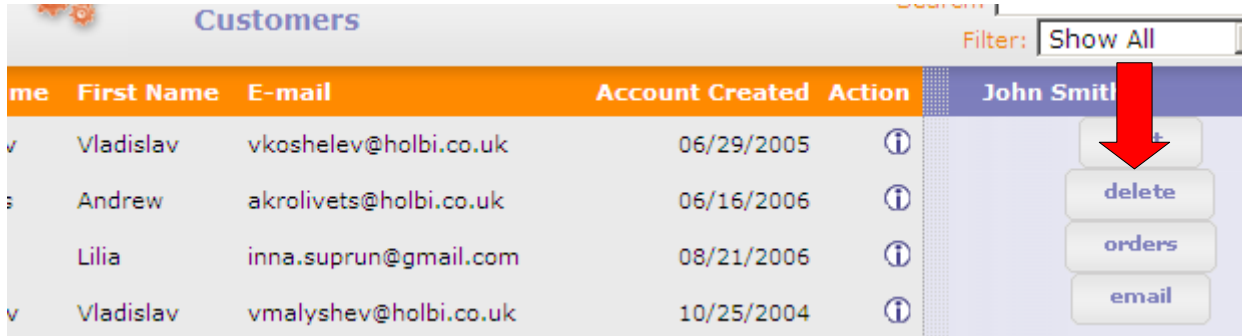 Customers
Filter: Show All
me First Name E-mail Account Created Action John Smith
v Vladislav vkoshelev@holbi.co.uk 06/29/2005
s Andrew akrolivets@holbi.co.uk 06/16/2006
delete
Lilia inna.suprun@gmail.com 08/21/2006
orders
v Vladislav vmalyshev@holbi.co.uk 10/25/2004
email